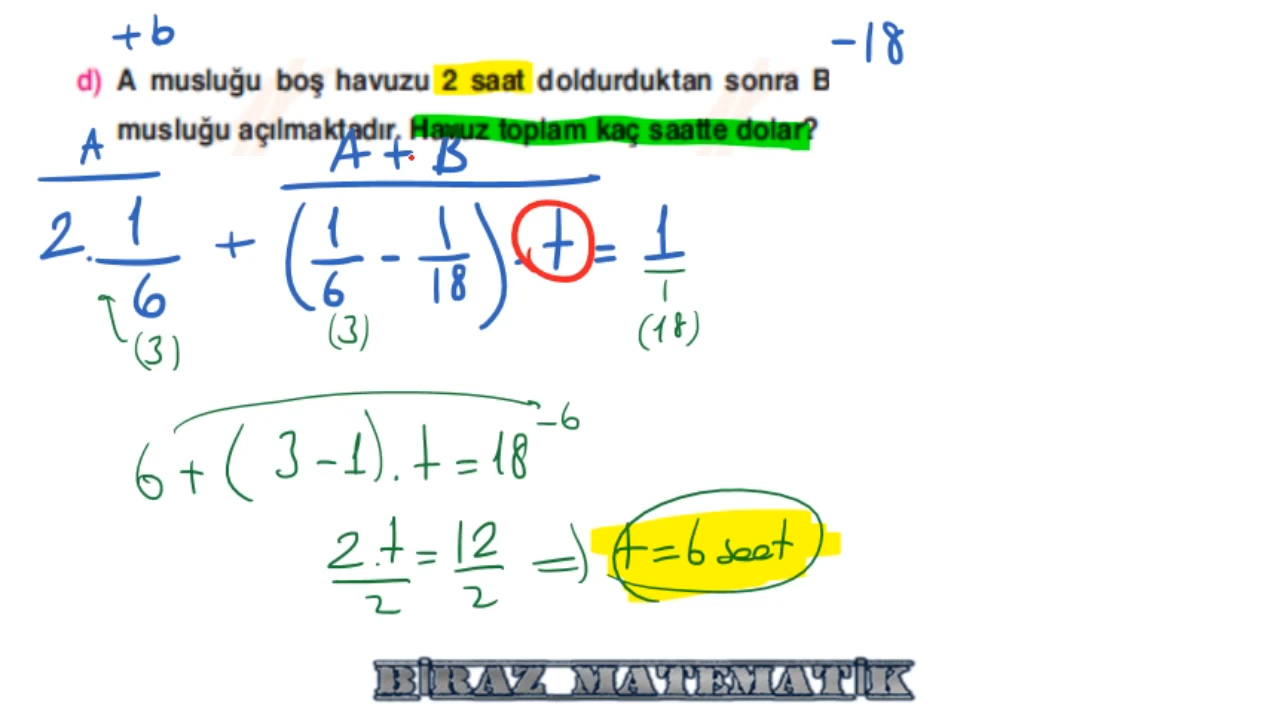 +6
-18
d) A musluğu boş havuzu 2 saat doldurduktan sonra B
musluğu açılmaktadır. Havuz toplam kaç saatte dolar?
A A + B
2 . 1/6 + (1/6 - 1/18) . t = 1/1
(3) (3) (18)
6 + (3 - 1) . t = 18 -6
2.t/2 = 12/2 => t = 6 saat
BİRAZ MATEMATİK